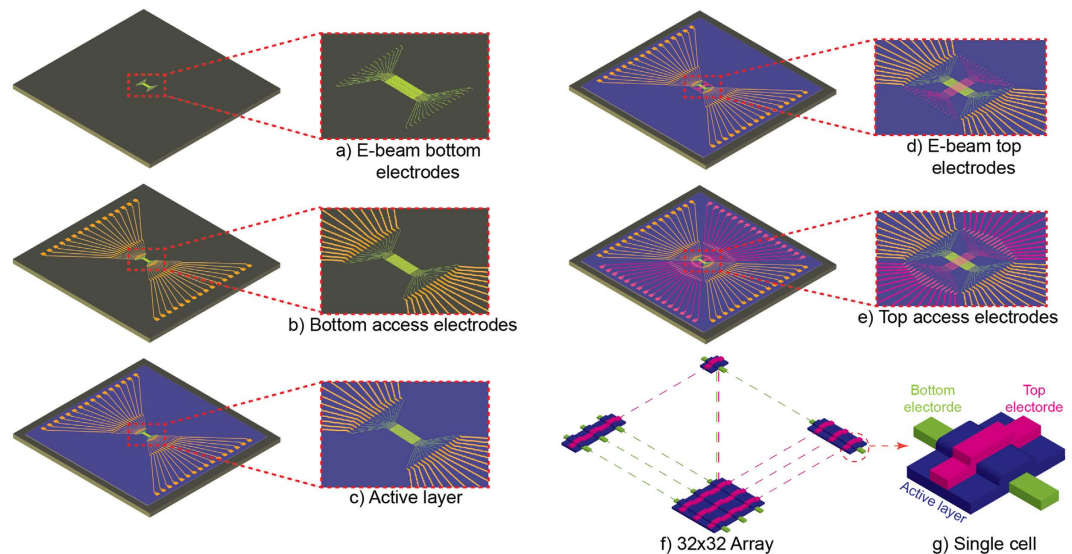 a) E-beam bottom
electrodes
b) Bottom access electrodes
c) Active layer
d) E-beam top
electrodes
e) Top access electrodes
f) 32x32 Array
Bottom
electorde
Top
electorde
Active layer
g) Single cell